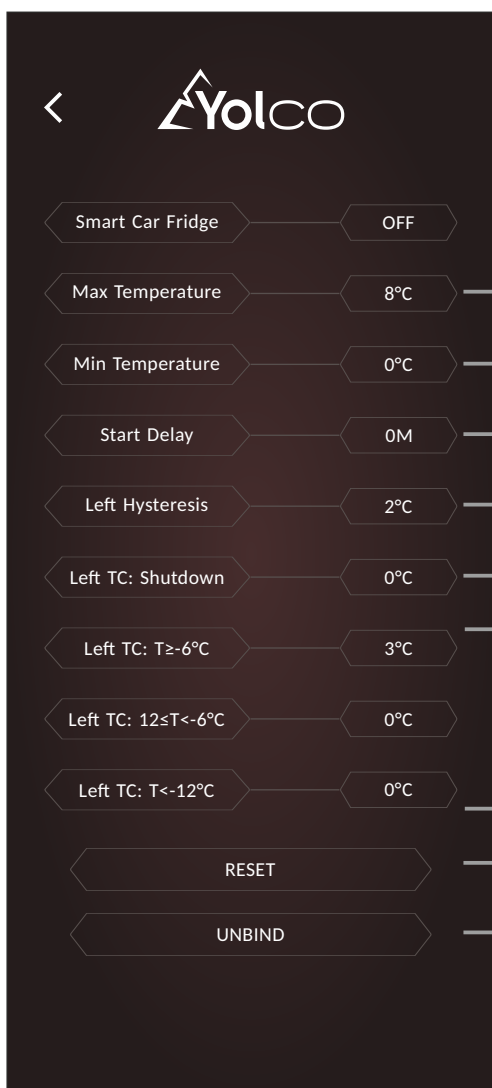 Yolco
Smart Car Fridge OFF
Max Temperature 8°C
Min Temperature 0°C
Start Delay 0M
Left Hysteresis 2°C
Left TC: Shutdown 0°C
Left TC: T≥-6°C 3°C
Left TC: 12≤T<-6°C 0°C
Left TC: T<-12°C 0°C
RESET
UNBIND